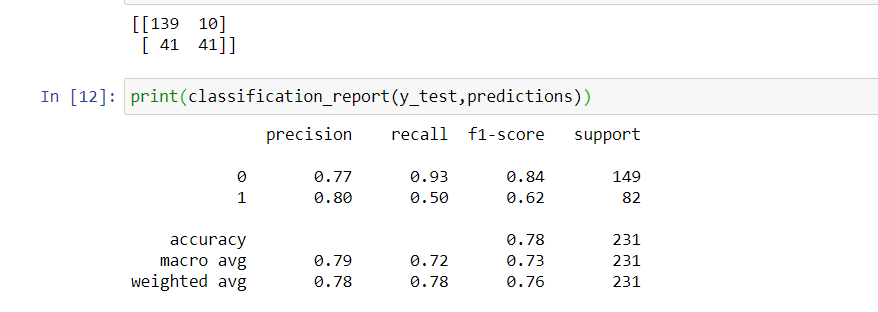 [[139  10]
 [ 41  41]]
In [12]: print(classification_report(y_test,predictions))
precision    recall  f1-score   support
0       0.77      0.93      0.84       149
1       0.80      0.50      0.62        82
accuracy                           0.78       231
macro avg       0.79      0.72      0.73       231
weighted avg       0.78      0.78      0.76       231